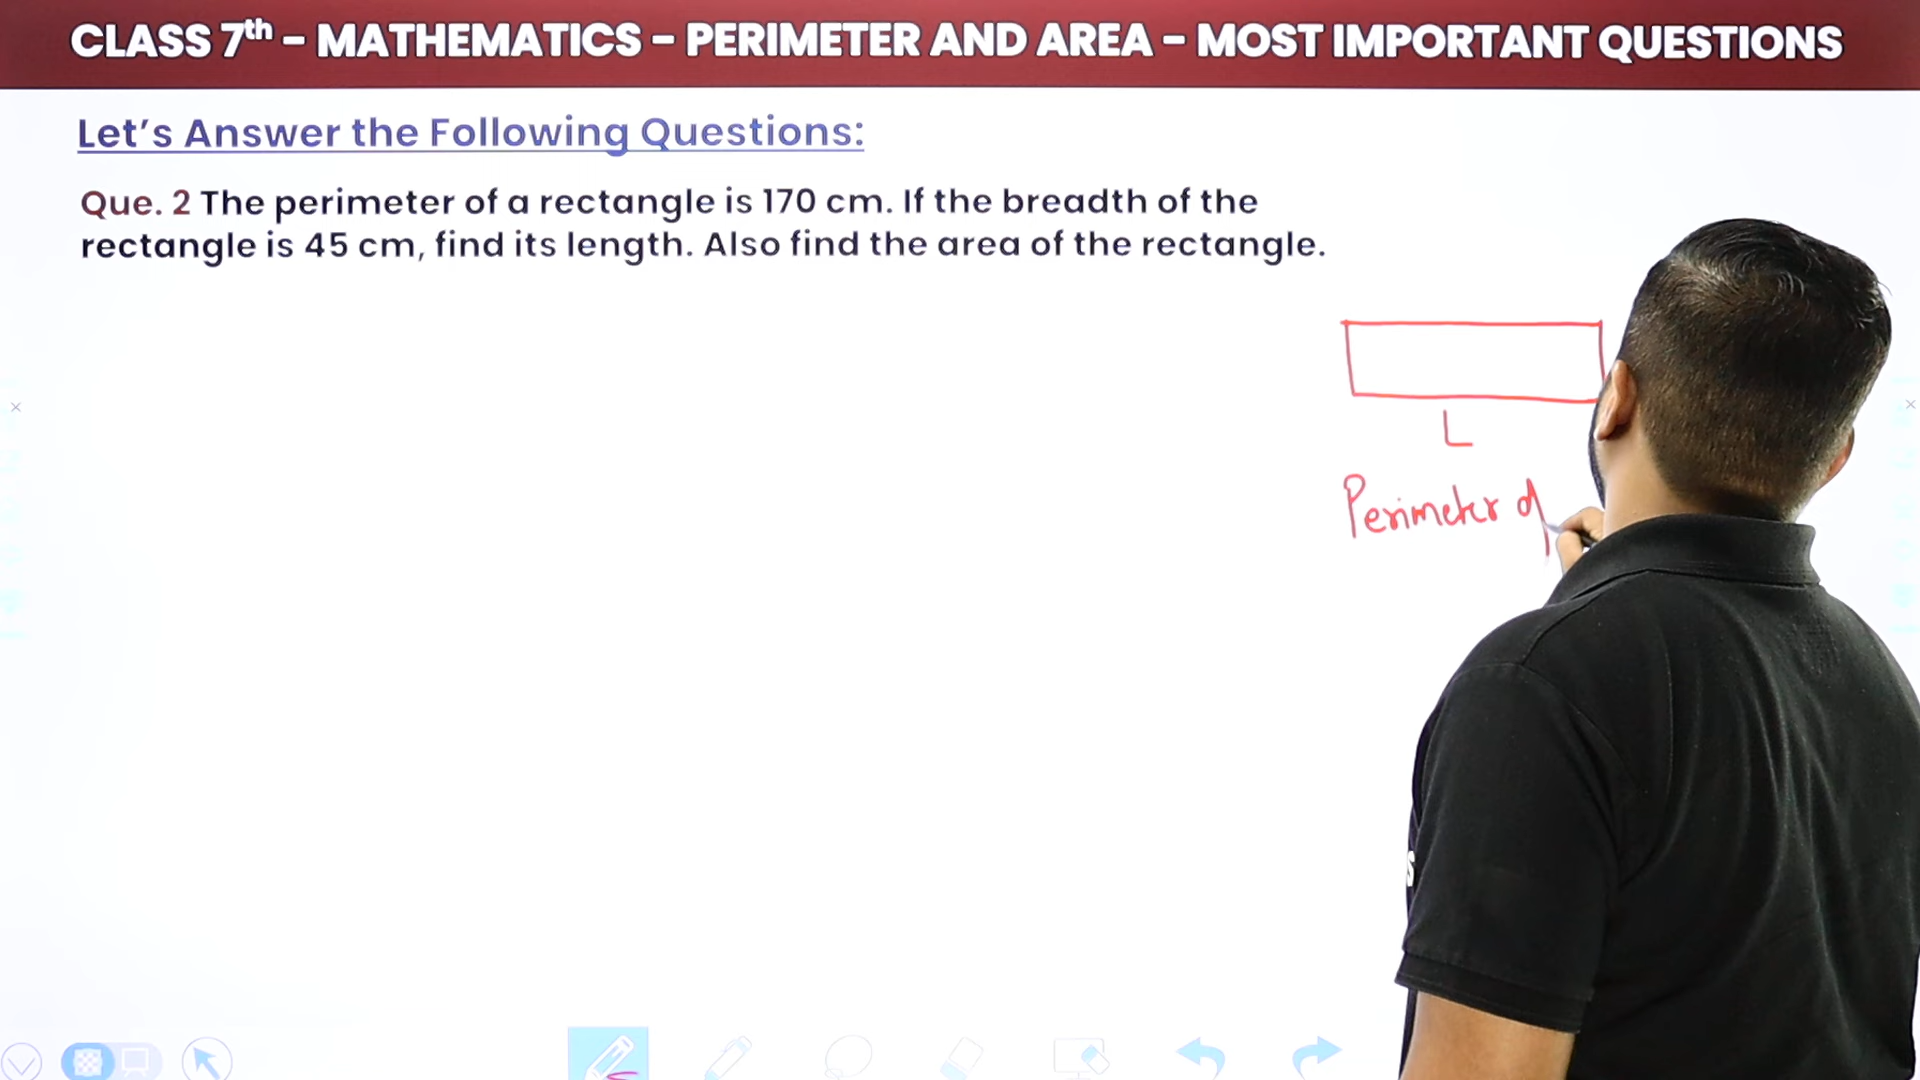 CLASS 7th - MATHEMATICS - PERIMETER AND AREA - MOST IMPORTANT QUESTIONS
Let's Answer the Following Questions:
Que. 2 The perimeter of a rectangle is 170 cm. If the breadth of the
rectangle is 45 cm, find its length. Also find the area of the rectangle.
L
Perimeter of
S